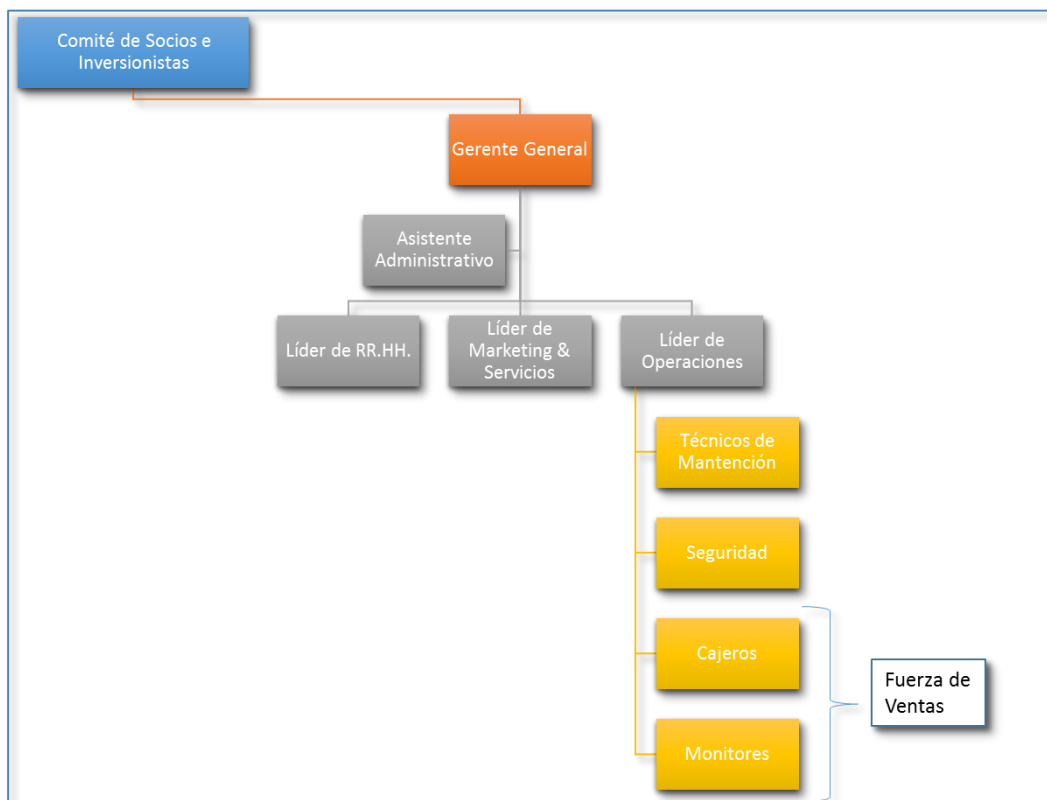 Comité de Socios e
Inversionistas
Gerente General
Asistente
Administrativo
Líder de RR.HH.
Líder de
Marketing &
Servicios
Líder de
Operaciones
Técnicos de
Mantención
Seguridad
Cajeros
Monitores
Fuerza de
Ventas